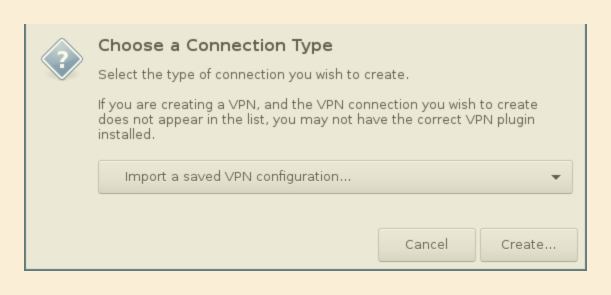 Choose a Connection Type
Select the type of connection you wish to create.
If you are creating a VPN, and the VPN connection you wish to create
does not appear in the list, you may not have the correct VPN plugin
installed.
Import a saved VPN configuration...
Cancel
Create...